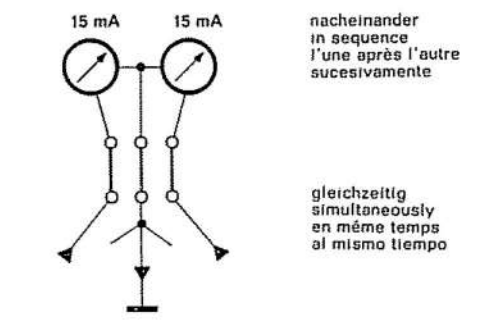 15 mA 15 mA
nacheinander
in sequence
l'une après l'autre
sucesivamente
gleichzeitig
simultaneously
en même temps
al mismo tiempo